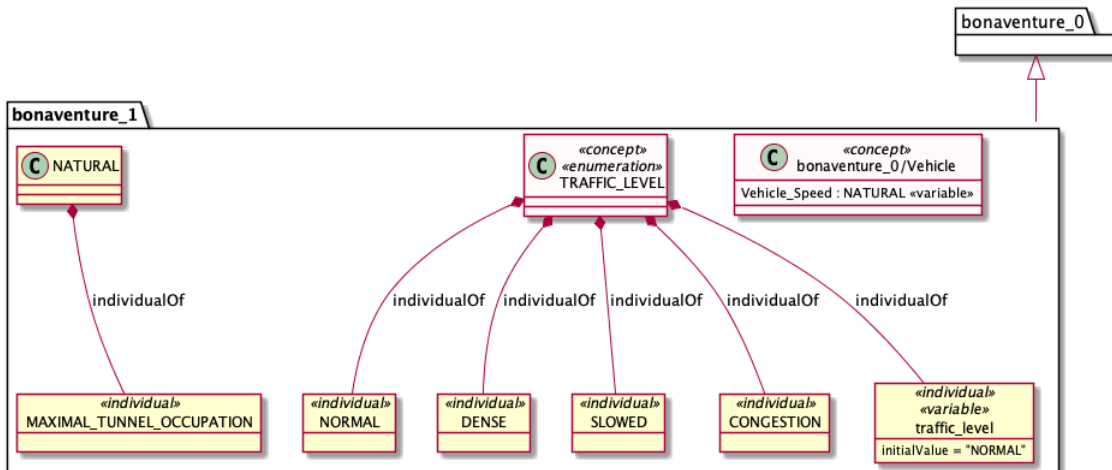 bonaventure_0
bonaventure_1
C NATURAL
«concept»
«enumeration»
C
TRAFFIC_LEVEL
«concept»
C
bonaventure_0/Vehicle
Vehicle_Speed : NATURAL «variable»
individualOf
individualOf
individualOf
individualOf
individualOf
individualOf
«individual»
MAXIMAL_TUNNEL_OCCUPATION
«individual»
NORMAL
«individual»
DENSE
«individual»
SLOWED
«individual»
CONGESTION
«individual»
«variable»
traffic_level
initialValue = "NORMAL"